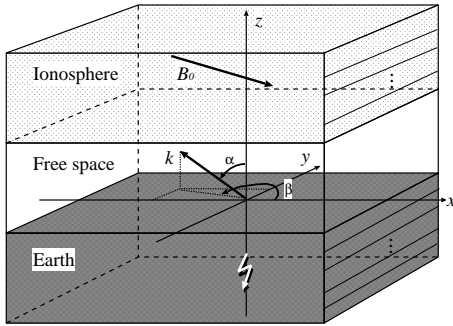 z
Ionosphere
B₀
⋮
Free space
k
α
y
β
x
Earth
⋮